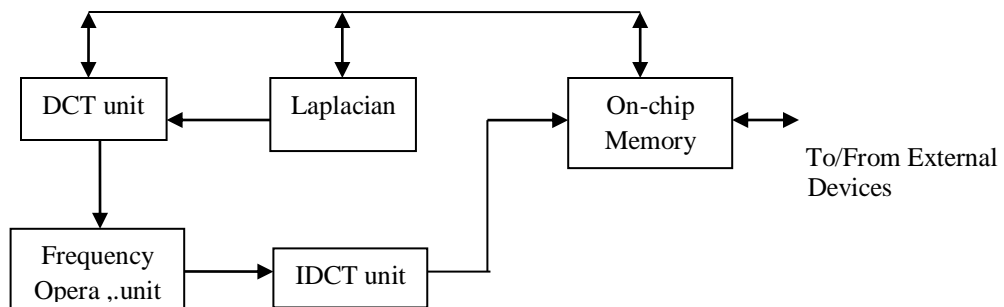 DCT unit
Laplacian
On-chip
Memory
To/From External
Devices
Frequency
Opera ,.unit
IDCT unit